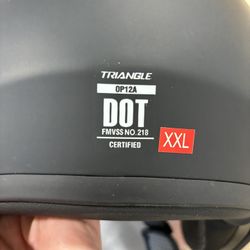 TRIANGLE
OP12A
DOT
FMVSS NO. 218
CERTIFIED
XXL